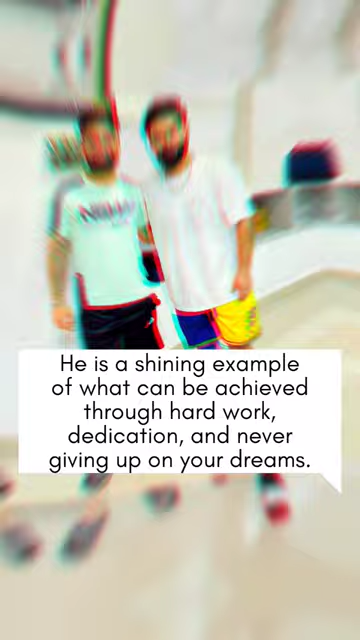 He is a shining example
of what can be achieved
through hard work,
dedication, and never
giving up on your dreams.